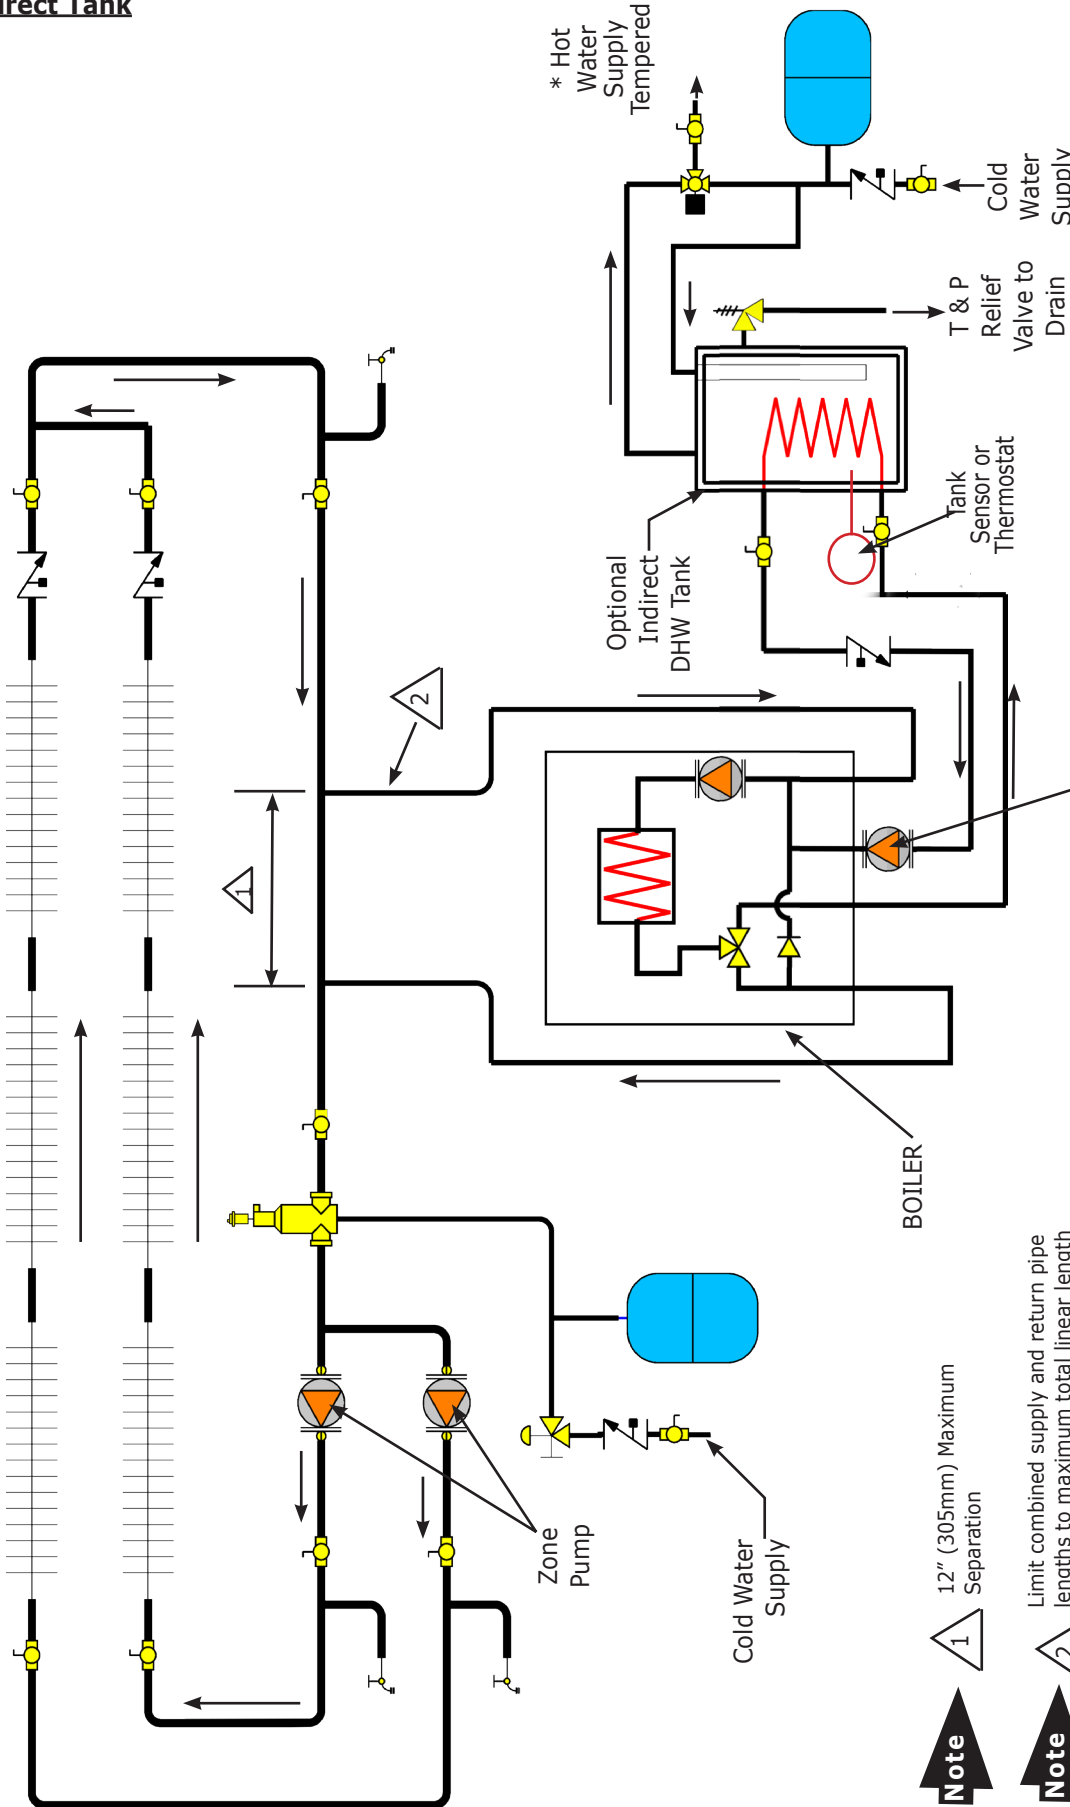 Tank
* Hot
Water
Supply
Tempered
Cold
Water
T & P
Relief
Valve to
Drain
Tank
Sensor or
Thermostat
Optional
Indirect
DHW Tank
2
1
BOILER
Zone
Pump
Cold Water
Supply
Note
1
12” (305mm) Maximum
Separation
Note
2
Limit combined supply and return pipe
lengths to maximum total linear length